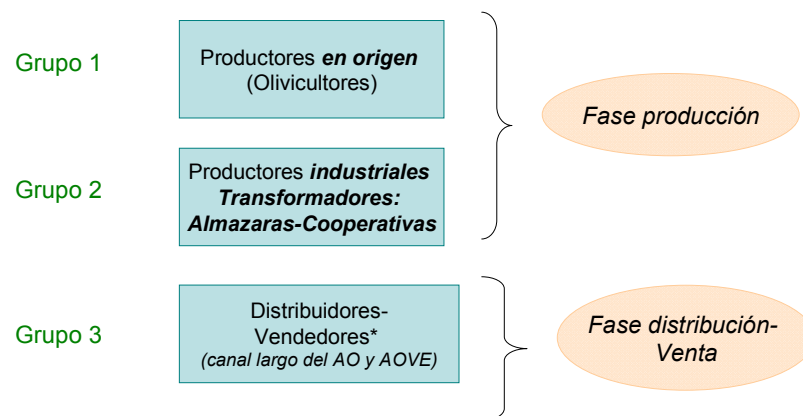 Grupo 1
Productores en origen
(Olivicultores)
Fase producción
Grupo 2
Productores industriales
Transformadores:
Almazaras-Cooperativas
Grupo 3
Distribuidores-
Vendedores*
(canal largo del AO y AOVE)
Fase distribución-
Venta